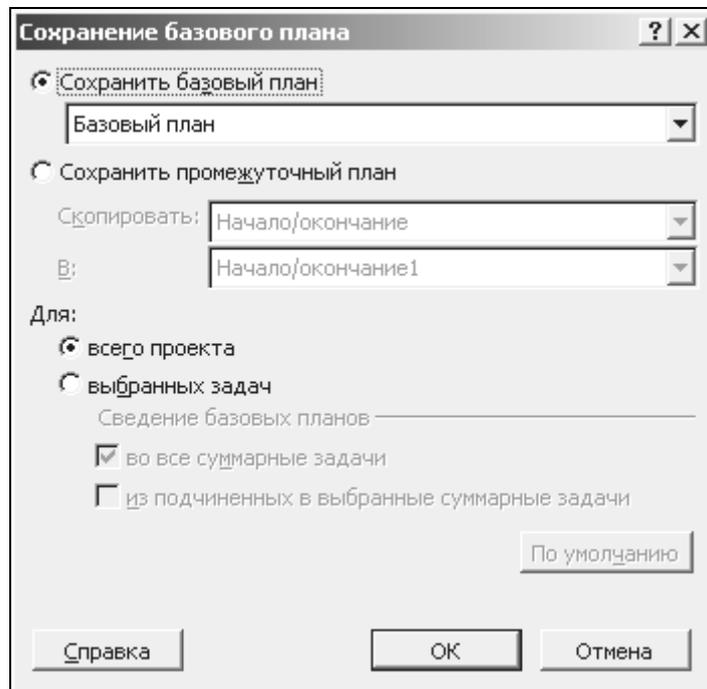 Сохранение базового плана
Сохранить базовый план
Базовый план
Сохранить промежуточный план
Скопировать: Начало/окончание
В: Начало/окончание1
Для:
всего проекта
выбранных задач
Сведение базовых планов
во все суммарные задачи
из подчиненных в выбранные суммарные задачи
По умолчанию
Справка ОК Отмена